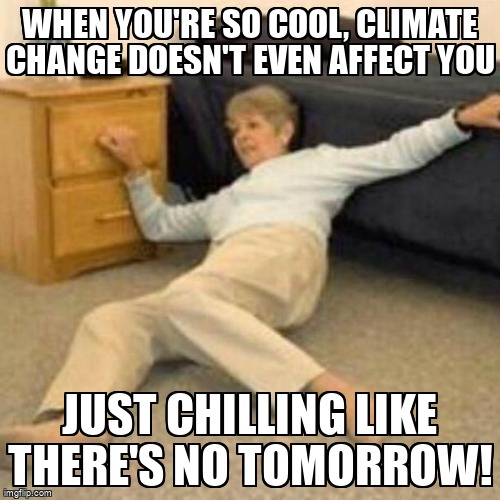 WHEN YOU'RE SO COOL, CLIMATE
CHANGE DOESN'T EVEN AFFECT YOU
JUST CHILLING LIKE
THERE'S NO TOMORROW!
imgflip.com